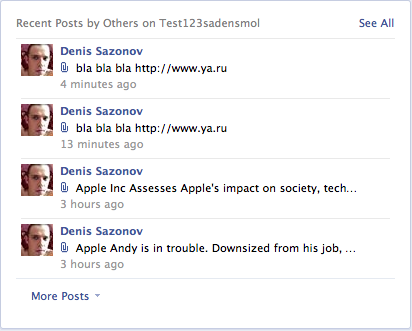 Recent Posts by Others on Test123sadensmol See All
Denis Sazonov
bla bla bla http://www.ya.ru
4 minutes ago
Denis Sazonov
bla bla bla http://www.ya.ru
13 minutes ago
Denis Sazonov
Apple Inc Assesses Apple's impact on society, tech...
3 hours ago
Denis Sazonov
Apple Andy is in trouble. Downsized from his job, ...
3 hours ago
More Posts